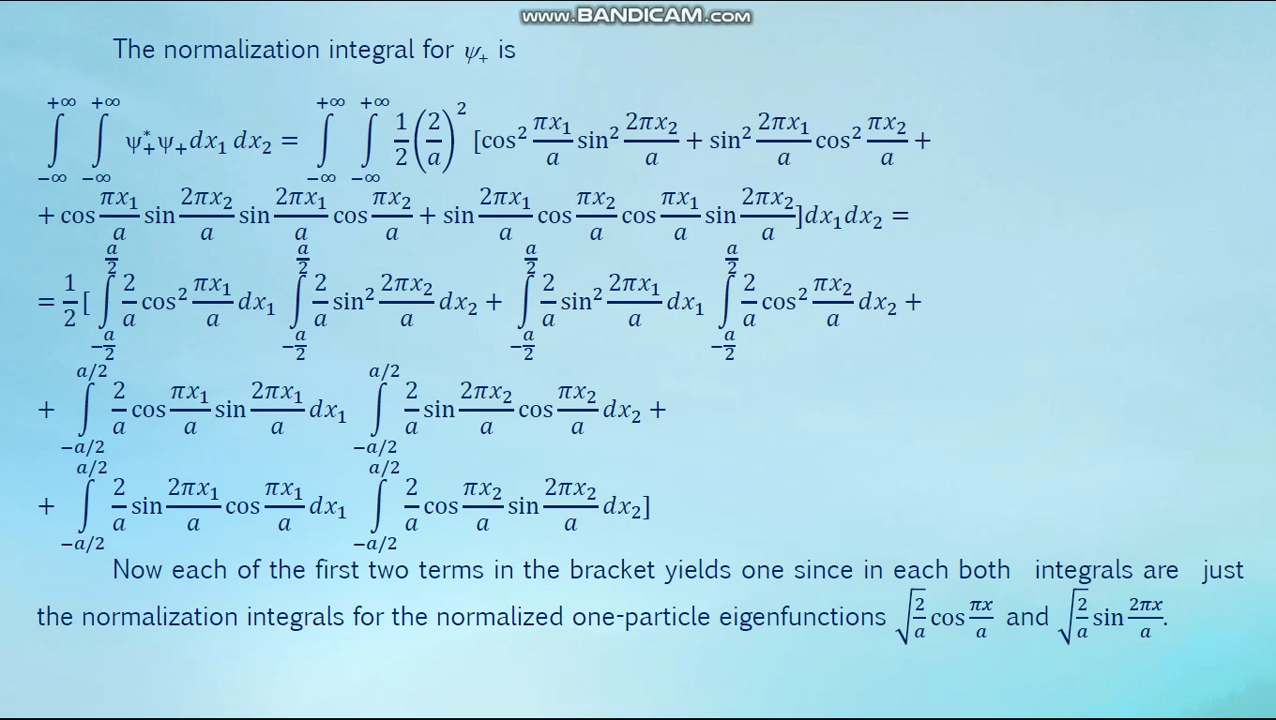 www.BANDICAM.com
The normalization integral for ψ₊ is
∫_{−∞}^{+∞} ∫_{−∞}^{+∞} ψ₊*ψ₊dx₁ dx₂ = ∫_{−∞}^{+∞} ∫_{−∞}^{+∞} 1/2 (2/a)² [cos² πx₁/a sin² 2πx₂/a + sin² 2πx₁/a cos² πx₂/a +
+ cos πx₁/a sin 2πx₂/a sin 2πx₁/a cos πx₂/a + sin 2πx₁/a cos πx₂/a cos πx₁/a sin 2πx₂/a]dx₁dx₂ =
= 1/2 [ ∫_{−a/2}^{a/2} 2/a cos² πx₁/a dx₁ ∫_{−a/2}^{a/2} 2/a sin² 2πx₂/a dx₂ + ∫_{−a/2}^{a/2} 2/a sin² 2πx₁/a dx₁ ∫_{−a/2}^{a/2} 2/a cos² πx₂/a dx₂ +
+ ∫_{−a/2}^{a/2} 2/a cos πx₁/a sin 2πx₁/a dx₁ ∫_{−a/2}^{a/2} 2/a sin 2πx₂/a cos πx₂/a dx₂ +
+ ∫_{−a/2}^{a/2} 2/a sin 2πx₁/a cos πx₁/a dx₁ ∫_{−a/2}^{a/2} 2/a cos πx₂/a sin 2πx₂/a dx₂]
Now each of the first two terms in the bracket yields one since in each both integrals are just
the normalization integrals for the normalized one-particle eigenfunctions √(2/a) cos πx/a and √(2/a) sin 2πx/a.